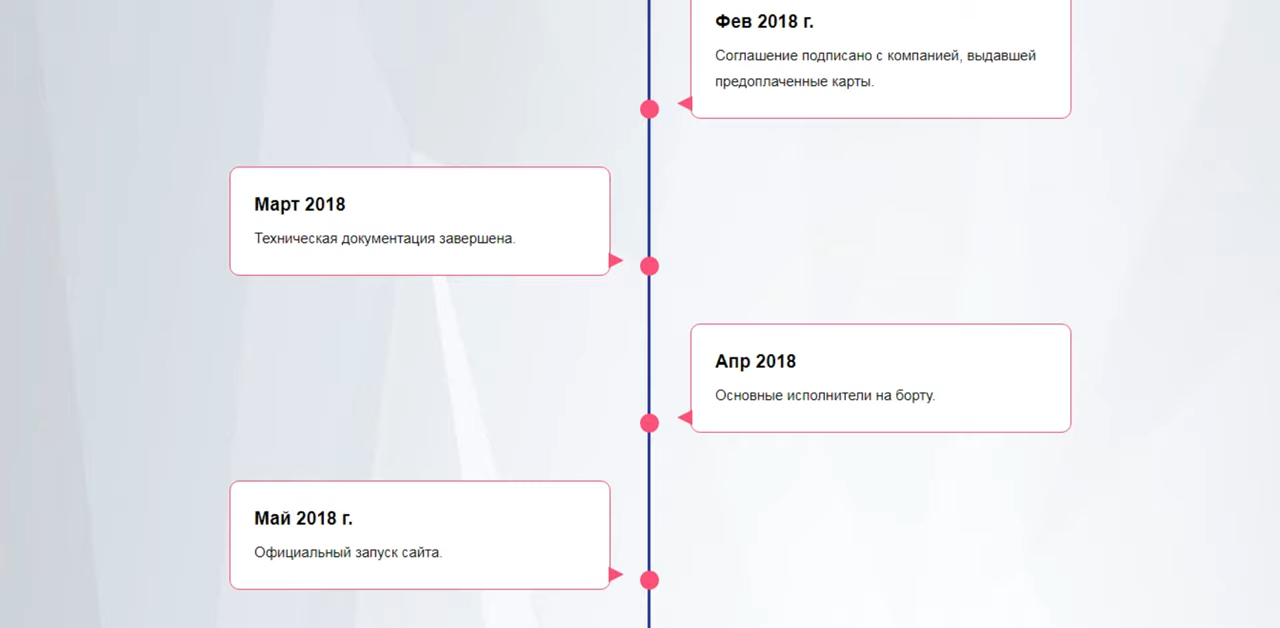 Фев 2018 г.
Соглашение подписано с компанией, выдавшей
предоплаченные карты.
Март 2018
Техническая документация завершена.
Апр 2018
Основные исполнители на борту.
Май 2018 г.
Официальный запуск сайта.